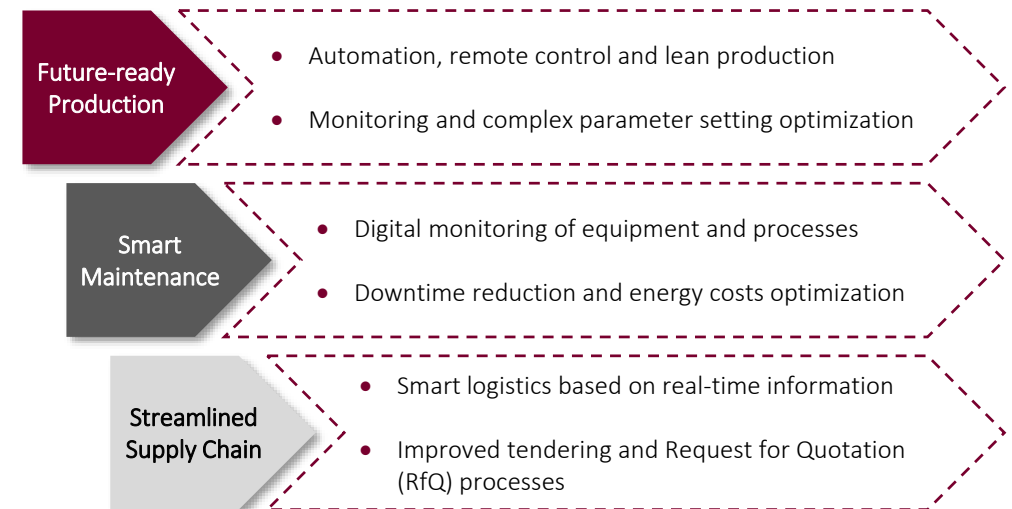 Future-ready
Production
• Automation, remote control and lean production
• Monitoring and complex parameter setting optimization
Smart
Maintenance
• Digital monitoring of equipment and processes
• Downtime reduction and energy costs optimization
Streamlined
Supply Chain
• Smart logistics based on real-time information
• Improved tendering and Request for Quotation
(RfQ) processes